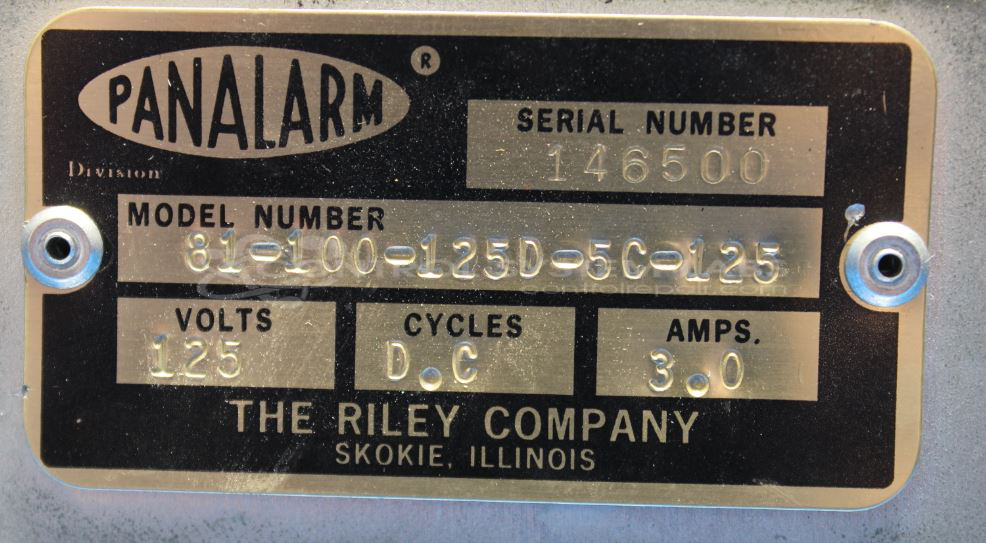 PANALARM ®
Division
SERIAL NUMBER
146500
MODEL NUMBER
81-100-125D-5C-125
VOLTS
125
CYCLES
D.C
AMPS.
3.0
THE RILEY COMPANY
SKOKIE, ILLINOIS